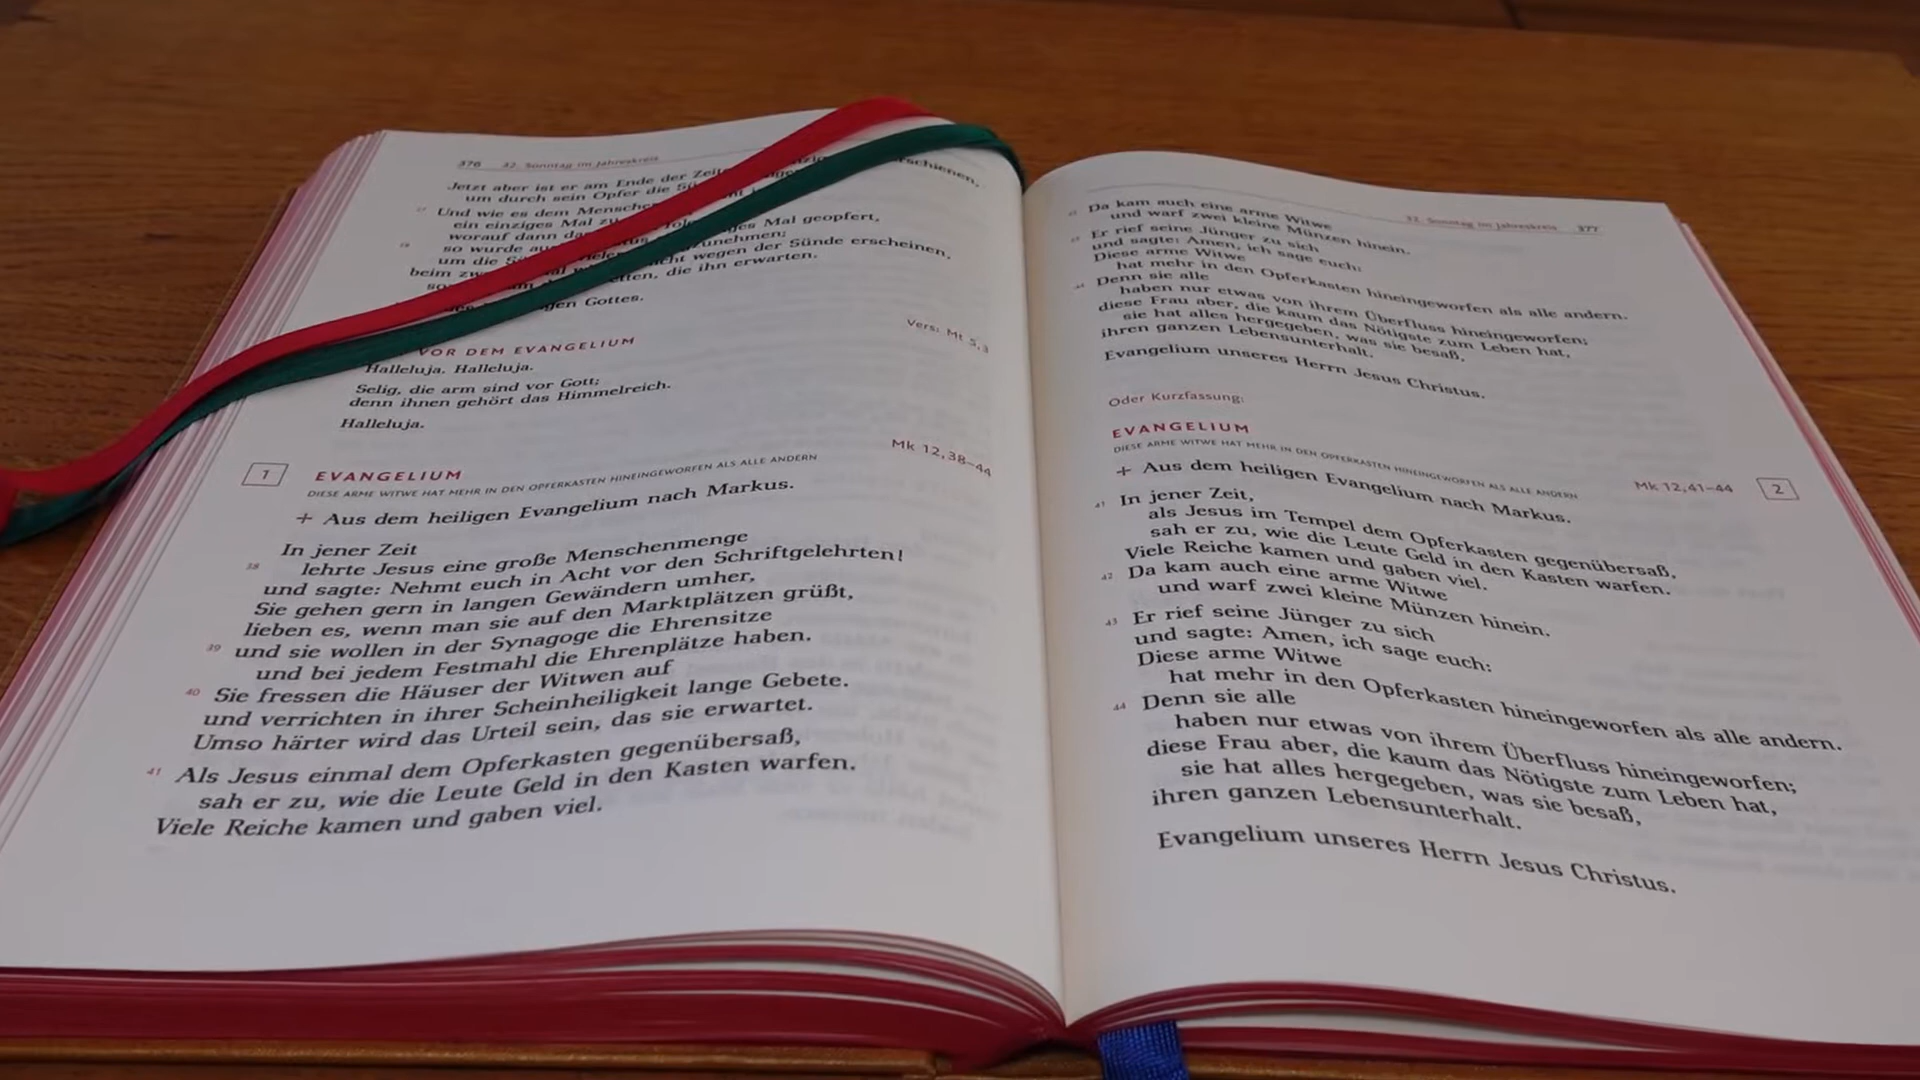 376 32. Sonntag im Jahreskreis
schienen,
Jetzt aber ist er am Ende der
um durch sein Opfer die
27 Und wie es dem Menschen
ein einziges Mal zu
worauf dann
28 so wurde Mal geopfert,
um die nehmen;
beim nicht wegen der Sünde erscheinen,
die ihn erwarten.
Gottes.
VOR DEM EVANGELIUM Vers: Mt 5,3
Halleluja. Halleluja.
Selig, die arm sind vor Gott;
denn ihnen gehört das Himmelreich.
Halleluja.
1 EVANGELIUM Mk 12,38–44
DIESE ARME WITWE HAT MEHR IN DEN OPFERKASTEN HINEINGEWORFEN ALS ALLE ANDERN
+ Aus dem heiligen Evangelium nach Markus.
In jener Zeit
38 lehrte Jesus eine große Menschenmenge
und sagte: Nehmt euch in Acht vor den Schriftgelehrten!
Sie gehen gern in langen Gewändern umher,
lieben es, wenn man sie auf den Marktplätzen grüßt,
39 und sie wollen in der Synagoge die Ehrensitze
und bei jedem Festmahl die Ehrenplätze haben.
40 Sie fressen die Häuser der Witwen auf
und verrichten in ihrer Scheinheiligkeit lange Gebete.
Umso härter wird das Urteil sein, das sie erwartet.
41 Als Jesus einmal dem Opferkasten gegenübersaß,
sah er zu, wie die Leute Geld in den Kasten warfen.
Viele Reiche kamen und gaben viel.
32. Sonntag im Jahreskreis 377
42 Da kam auch eine arme Witwe
und warf zwei kleine Münzen hinein.
43 Er rief seine Jünger zu sich
und sagte: Amen, ich sage euch:
Diese arme Witwe
hat mehr in den Opferkasten hineingeworfen als alle andern.
44 Denn sie alle
haben nur etwas von ihrem Überfluss hineingeworfen;
diese Frau aber, die kaum das Nötigste zum Leben hat,
sie hat alles hergegeben, was sie besaß,
ihren ganzen Lebensunterhalt.
Evangelium unseres Herrn Jesus Christus.
Oder Kurzfassung:
EVANGELIUM Mk 12,41–44 2
DIESE ARME WITWE HAT MEHR IN DEN OPFERKASTEN HINEINGEWORFEN ALS ALLE ANDERN
+ Aus dem heiligen Evangelium nach Markus.
41 In jener Zeit,
als Jesus im Tempel dem Opferkasten gegenübersaß,
sah er zu, wie die Leute Geld in den Kasten warfen.
Viele Reiche kamen und gaben viel.
42 Da kam auch eine arme Witwe
und warf zwei kleine Münzen hinein.
43 Er rief seine Jünger zu sich
und sagte: Amen, ich sage euch:
Diese arme Witwe
hat mehr in den Opferkasten hineingeworfen als alle andern.
44 Denn sie alle
haben nur etwas von ihrem Überfluss hineingeworfen;
diese Frau aber, die kaum das Nötigste zum Leben hat,
sie hat alles hergegeben, was sie besaß,
ihren ganzen Lebensunterhalt.
Evangelium unseres Herrn Jesus Christus.